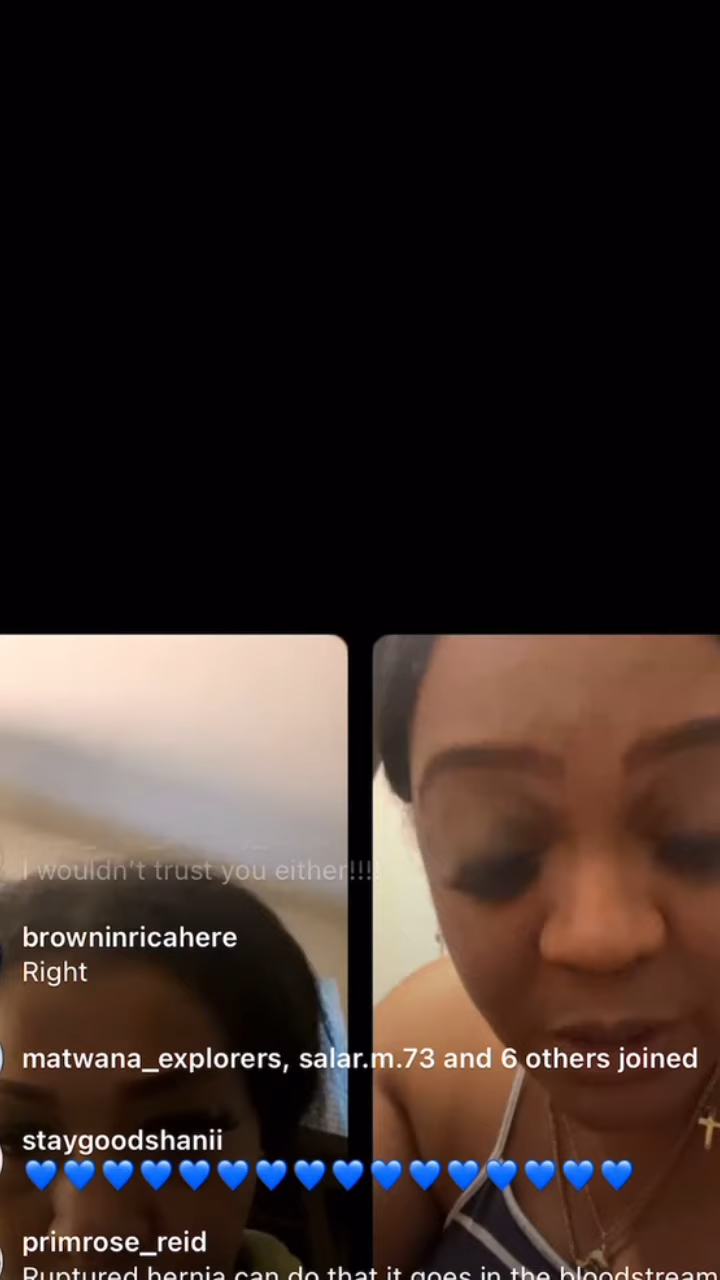 I wouldn't trust you either!!!!
browninricahere
Right
matwana_explorers, salar.m.73 and 6 others joined
staygoodshanii
💙💙💙💙💙💙💙💙💙💙💙💙💙💙💙💙
primrose_reid
Ruptured hernia can do that it goes in the bloodstream